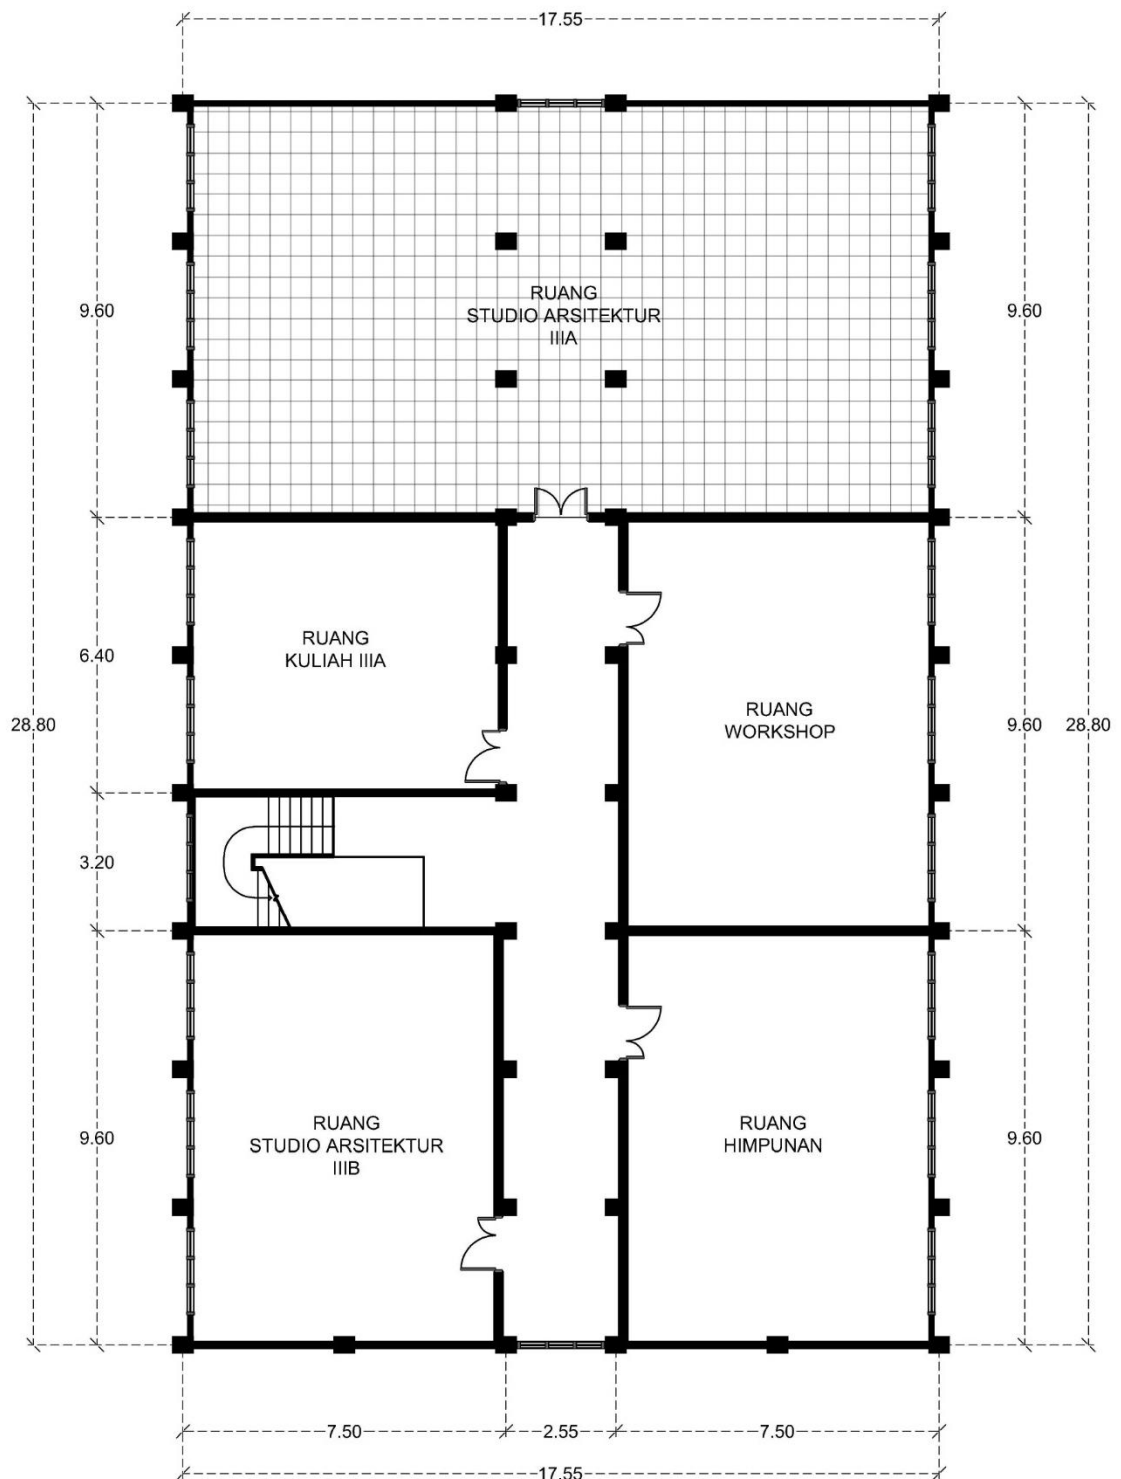 17.55
9.60
RUANG
STUDIO ARSITEKTUR
IIIA
9.60
6.40
RUANG
KULIAH IIIA
28.80
RUANG
WORKSHOP
9.60
28.80
3.20
9.60
RUANG
STUDIO ARSITEKTUR
IIIB
RUANG
HIMPUNAN
9.60
7.50
2.55
7.50
17.55